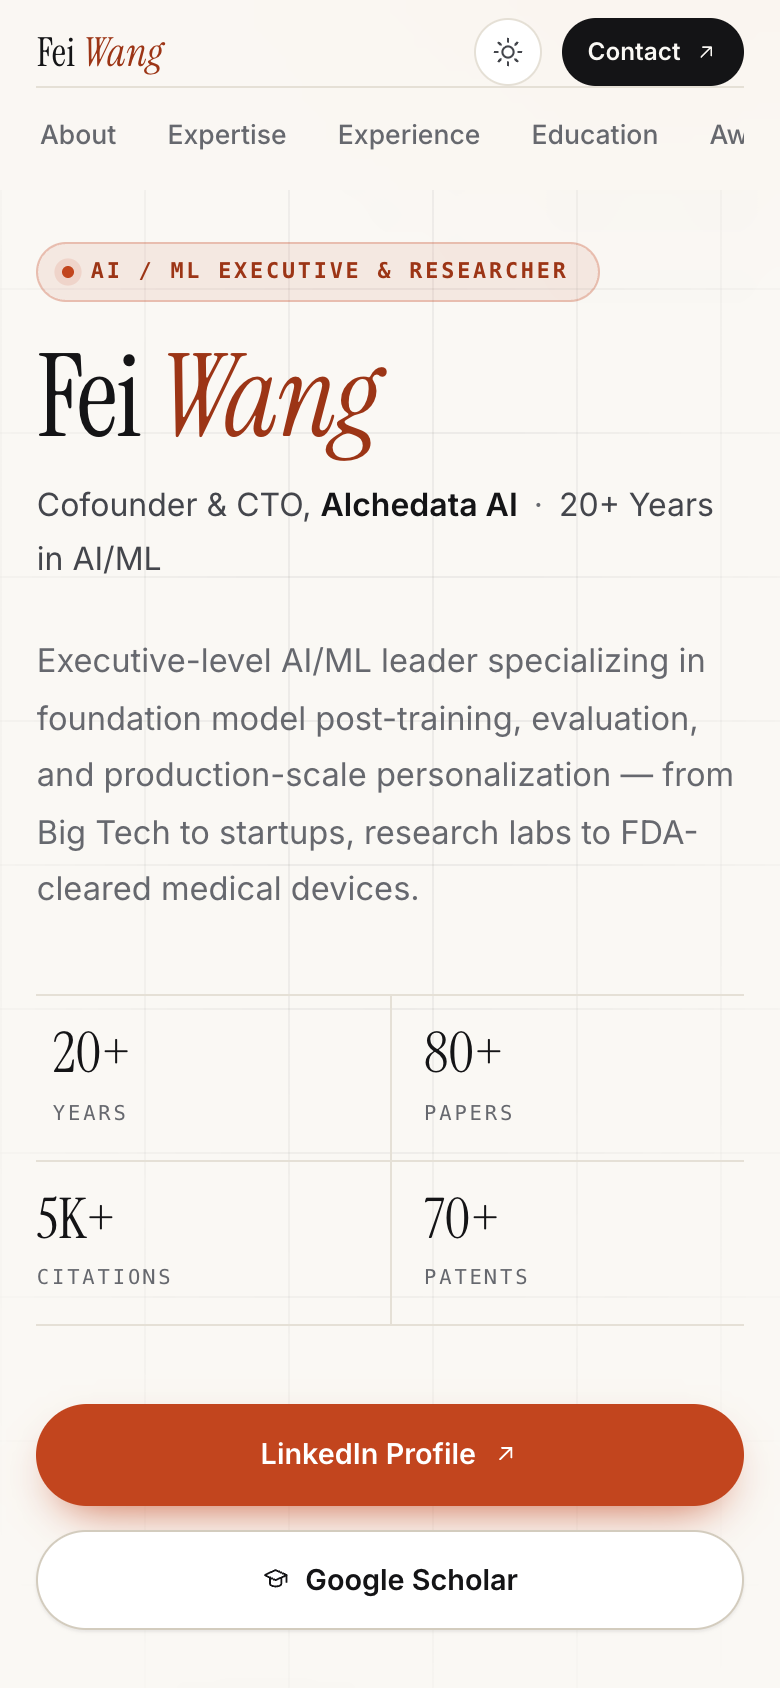 Fei Wang
Contact
About Expertise Experience Education Aw
AI / ML EXECUTIVE & RESEARCHER
Fei Wang
Cofounder & CTO, Alchedata AI · 20+ Years
in AI/ML
Executive-level AI/ML leader specializing in
foundation model post-training, evaluation,
and production-scale personalization — from
Big Tech to startups, research labs to FDA-
cleared medical devices.
20+
YEARS
80+
PAPERS
5K+
CITATIONS
70+
PATENTS
LinkedIn Profile
Google Scholar